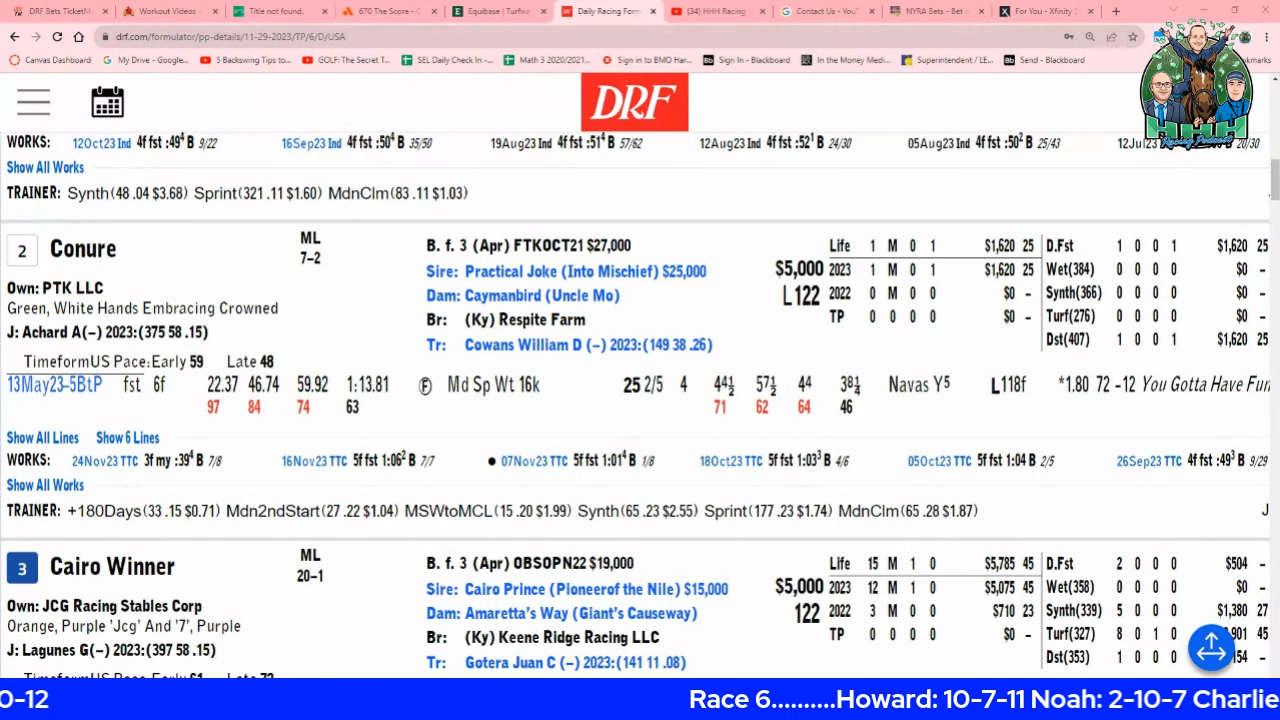 DRF Bets TicketM
Workout Videos -
Title not found.
670 The Score - C
Equibase | Turfwa
Daily Racing Form
(34) HHH Racing
Contact Us - You
NYRA Bets - Bet o
For You - Xfinity S
drf.com/formulator/pp-details/11-29-2023/TP/6/D/USA
Canvas Dashboard
My Drive - Google...
5 Backswing Tips to...
GOLF: The Secret T...
SEL Daily Check In -...
Math 3 2020/2021...
Sign in to BMO Har...
Sign In - Blackboard
In the Money Medi...
Superintendent / LE...
Send - Blackboard
DRF
HHH
Racing Podcast
WORKS: 12Oct23 Ind 4f fst :49⁴ B 9/22 16Sep23 Ind 4f fst :50⁴ B 35/50 19Aug23 Ind 4f fst :51⁴ B 57/62 12Aug23 Ind 4f fst :52¹ B 24/30 05Aug23 Ind 4f fst :50² B 25/43 12Jul23 20/30
Show All Works
TRAINER: Synth(48 .04 $3.68) Sprint(321 .11 $1.60) MdnClm(83 .11 $1.03)
2 Conure
ML
7-2
Own: PTK LLC
Green, White Hands Embracing Crowned
J: Achard A(-) 2023:(375 58 .15)
B. f. 3 (Apr) FTKOCT21 $27,000
Sire: Practical Joke (Into Mischief) $25,000
Dam: Caymanbird (Uncle Mo)
Br: (Ky) Respite Farm
Tr: Cowans William D (-) 2023:(149 38 .26)
$5,000
L122
Life 1 M 0 1 $1,620 25
2023 1 M 0 1 $1,620 25
2022 0 M 0 0 $0 -
TP 0 0 0 0 $0 -
D.Fst 1 0 0 1 $1,620 25
Wet(384) 0 0 0 0 $0 -
Synth(366) 0 0 0 0 $0 -
Turf(276) 0 0 0 0 $0 -
Dst(407) 1 0 0 1 $1,620 25
TimeformUS Pace: Early 59 Late 48
13May23-5BtP fst 6f 22.37 46.74 59.92 1:13.81 Ⓕ Md Sp Wt 16k 25 2/5 4 44½ 57½ 44 38¼ Navas Y⁵ L118f *1.80 72 -12 You Gotta Have Fun
97 84 74 63 71 62 64 46
Show All Lines Show 6 Lines
WORKS: 24Nov23 TTC 3f my :39⁴ B 7/8 16Nov23 TTC 5f fst 1:06² B 7/7 ● 07Nov23 TTC 5f fst 1:01⁴ B 1/8 18Oct23 TTC 5f fst 1:03³ B 4/6 05Oct23 TTC 5f fst 1:04 B 2/5 26Sep23 TTC 4f fst :49³ B 9/29
Show All Works
TRAINER: +180Days(33 .15 $0.71) Mdn2ndStart(27 .22 $1.04) MSWtoMCL(15 .20 $1.99) Synth(65 .23 $2.55) Sprint(177 .23 $1.74) MdnClm(65 .28 $1.87) J
3 Cairo Winner
ML
20-1
Own: JCG Racing Stables Corp
Orange, Purple 'Jcg' And '7', Purple
J: Lagunes G(-) 2023:(397 58 .15)
B. f. 3 (Apr) OBSOPN22 $19,000
Sire: Cairo Prince (Pioneerof the Nile) $15,000
Dam: Amaretta's Way (Giant's Causeway)
Br: (Ky) Keene Ridge Racing LLC
Tr: Gotera Juan C (-) 2023:(141 11 .08)
$5,000
122
Life 15 M 1 0 $5,785 45
2023 12 M 1 0 $5,075 45
2022 3 M 0 0 $710 23
TP 0 0 0 0 $0 -
D.Fst 2 0 0 0 $504 -
Wet(358) 0 0 0 0 $0 -
Synth(339) 5 0 0 0 $1,380 27
Turf(327) 8 0 1 0 ,901 45
Dst(353) 1 0 0 0 154 -
0-12 Race 6..........Howard: 10-7-11 Noah: 2-10-7 Charlie